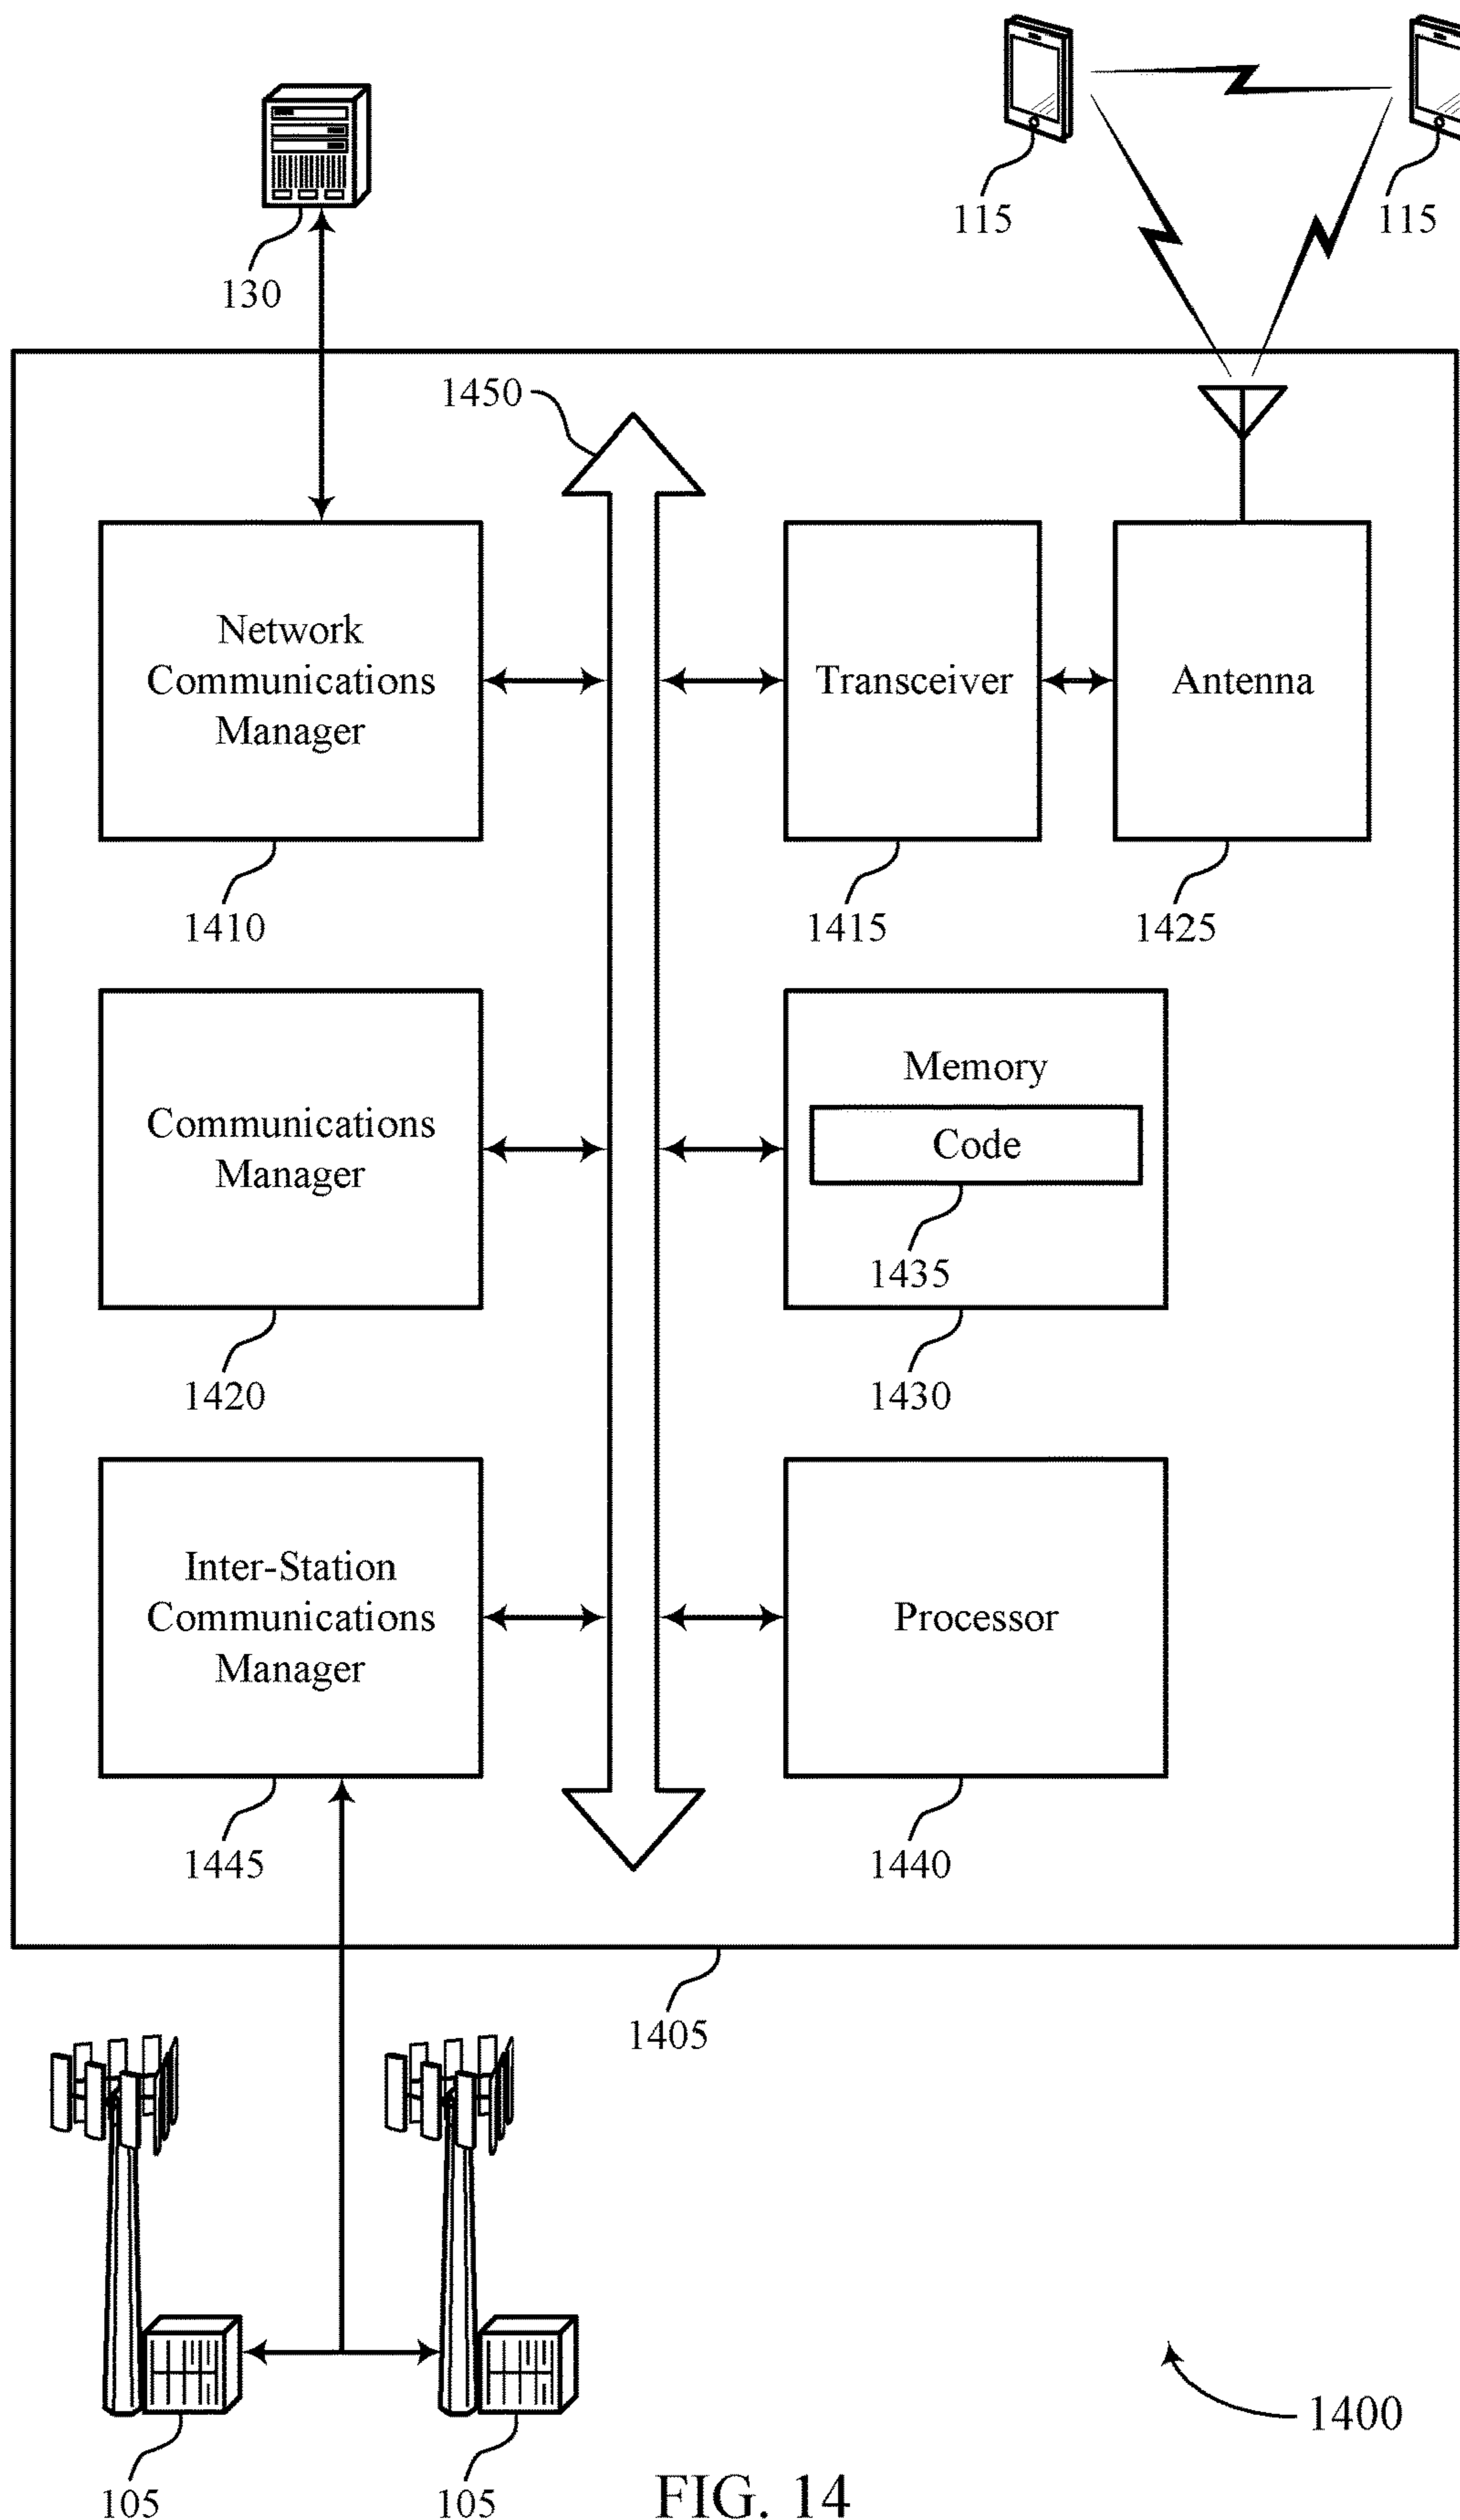 115
115
130
1450
Network
Communications
Manager
Transceiver
Antenna
1410
1415
1425
Communications
Manager
Memory
Code
1435
1420
1430
Inter-Station
Communications
Manager
Processor
1445
1440
1405
105
105
1400
FIG. 14